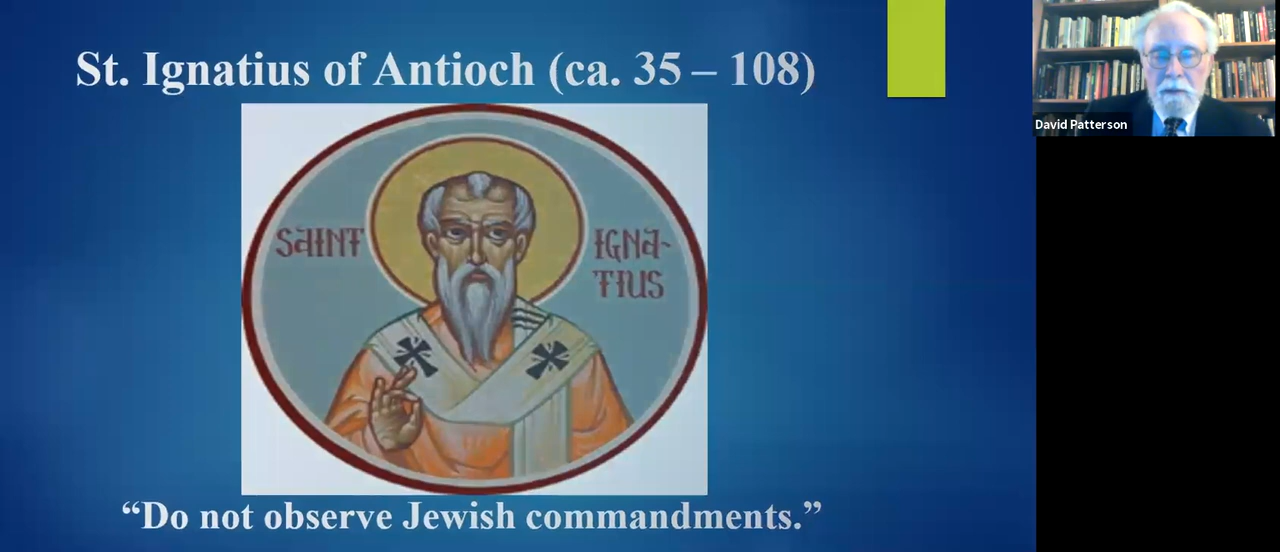 St. Ignatius of Antioch (ca. 35 – 108)
SAINT
IGNA-
TIUS
“Do not observe Jewish commandments.”
David Patterson